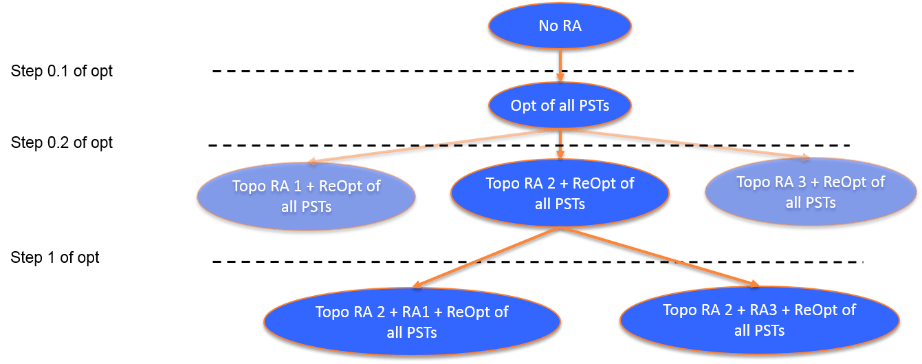 No RA
Step 0.1 of opt
Opt of all PSTs
Step 0.2 of opt
Topo RA 1 + ReOpt of
all PSTs
Topo RA 2 + ReOpt of
all PSTs
Topo RA 3 + ReOpt of
all PSTs
Step 1 of opt
Topo RA 2 + RA1 + ReOpt of
all PSTs
Topo RA 2 + RA3 + ReOpt of
all PSTs